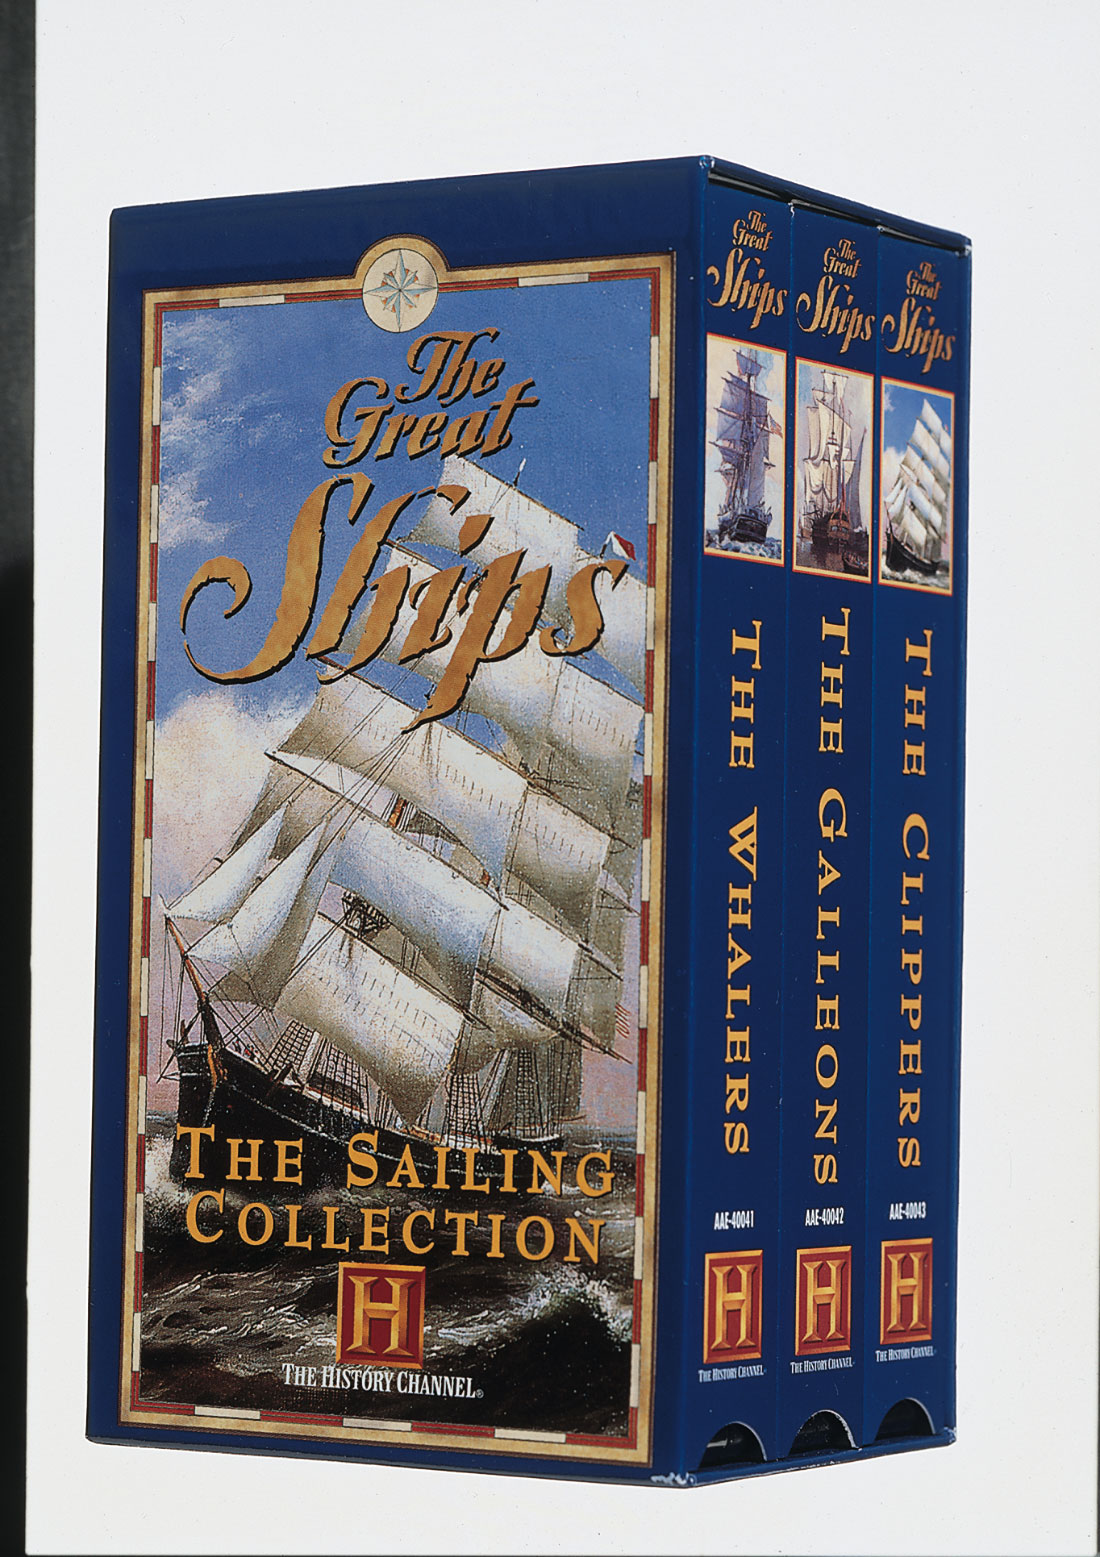 The
Great
Ships
THE SAILING
COLLECTION
H
THE HISTORY CHANNEL®
The
Great
Ships
THE WHALERS
AAE-40041
H
THE HISTORY CHANNEL
The
Great
Ships
THE GALLEONS
AAE-40042
H
THE HISTORY CHANNEL
The
Great
Ships
THE CLIPPERS
AAE-40043
H
THE HISTORY CHANNEL